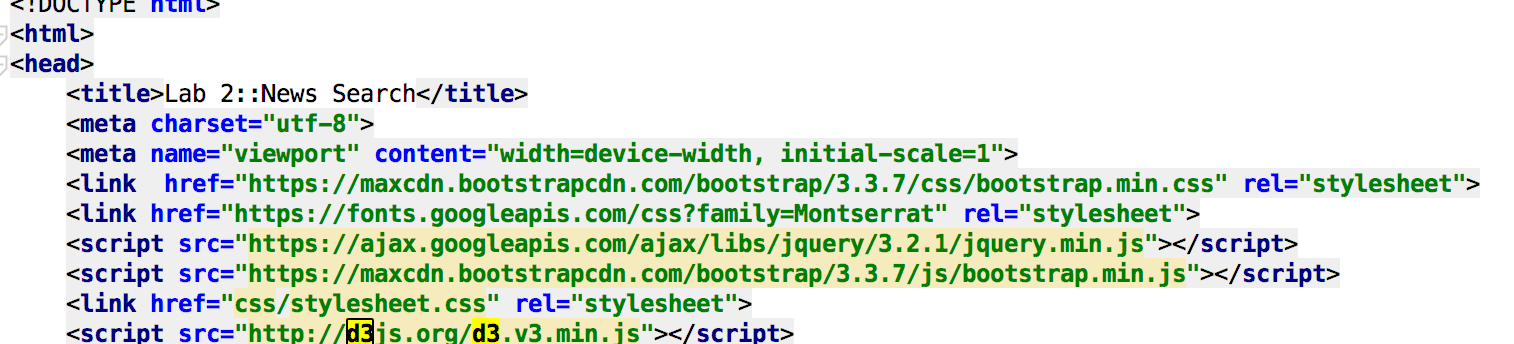 <!DOCTYPE html>
<html>
<head>
<title>Lab 2::News Search</title>
<meta charset="utf-8">
<meta name="viewport" content="width=device-width, initial-scale=1">
<link  href="https://maxcdn.bootstrapcdn.com/bootstrap/3.3.7/css/bootstrap.min.css" rel="stylesheet">
<link href="https://fonts.googleapis.com/css?family=Montserrat" rel="stylesheet">
<script src="https://ajax.googleapis.com/ajax/libs/jquery/3.2.1/jquery.min.js"></script>
<script src="https://maxcdn.bootstrapcdn.com/bootstrap/3.3.7/js/bootstrap.min.js"></script>
<link href="css/stylesheet.css" rel="stylesheet">
<script src="http://d3js.org/d3.v3.min.js"></script>